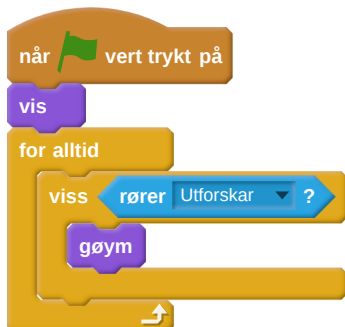 når vert trykt på
vis
for alltid
viss rører Utforskar ?
gøym